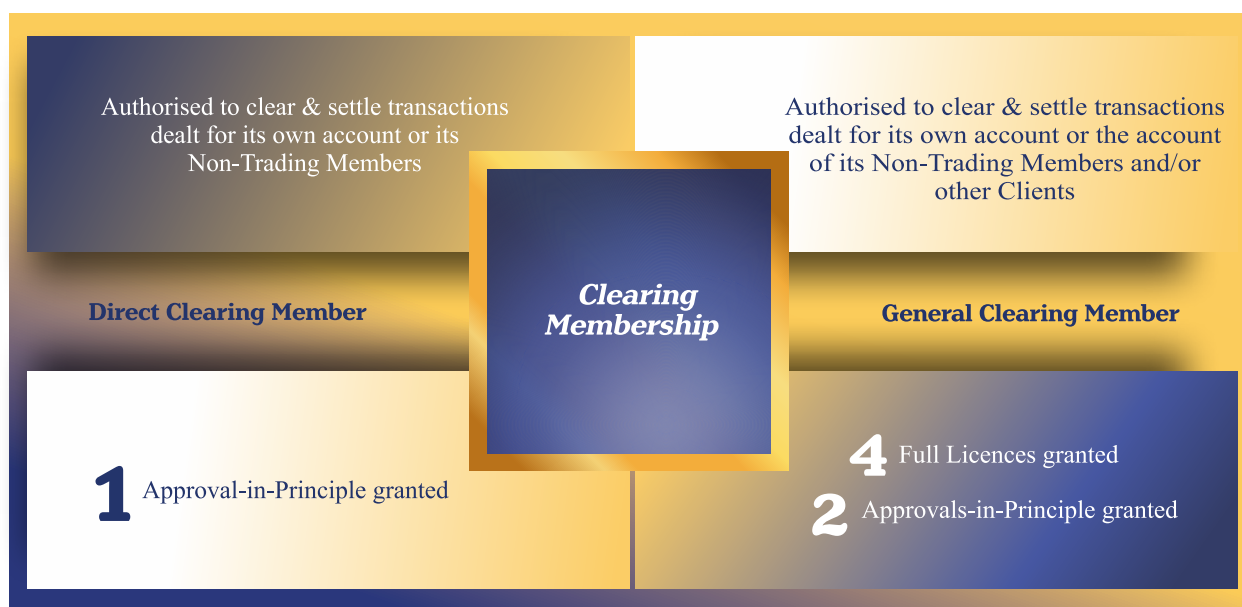 Authorised to clear & settle transactions
dealt for its own account or its
Non-Trading Members
Authorised to clear & settle transactions
dealt for its own account or the account
of its Non-Trading Members and/or
other Clients
Direct Clearing Member
Clearing
Membership
General Clearing Member
1 Approval-in-Principle granted
4 Full Licences granted
2 Approvals-in-Principle granted